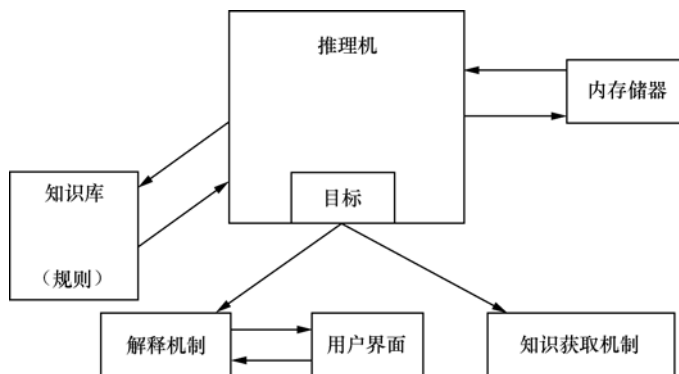 推理机
内存储器
知识库
目标
（规则）
解释机制
用户界面
知识获取机制